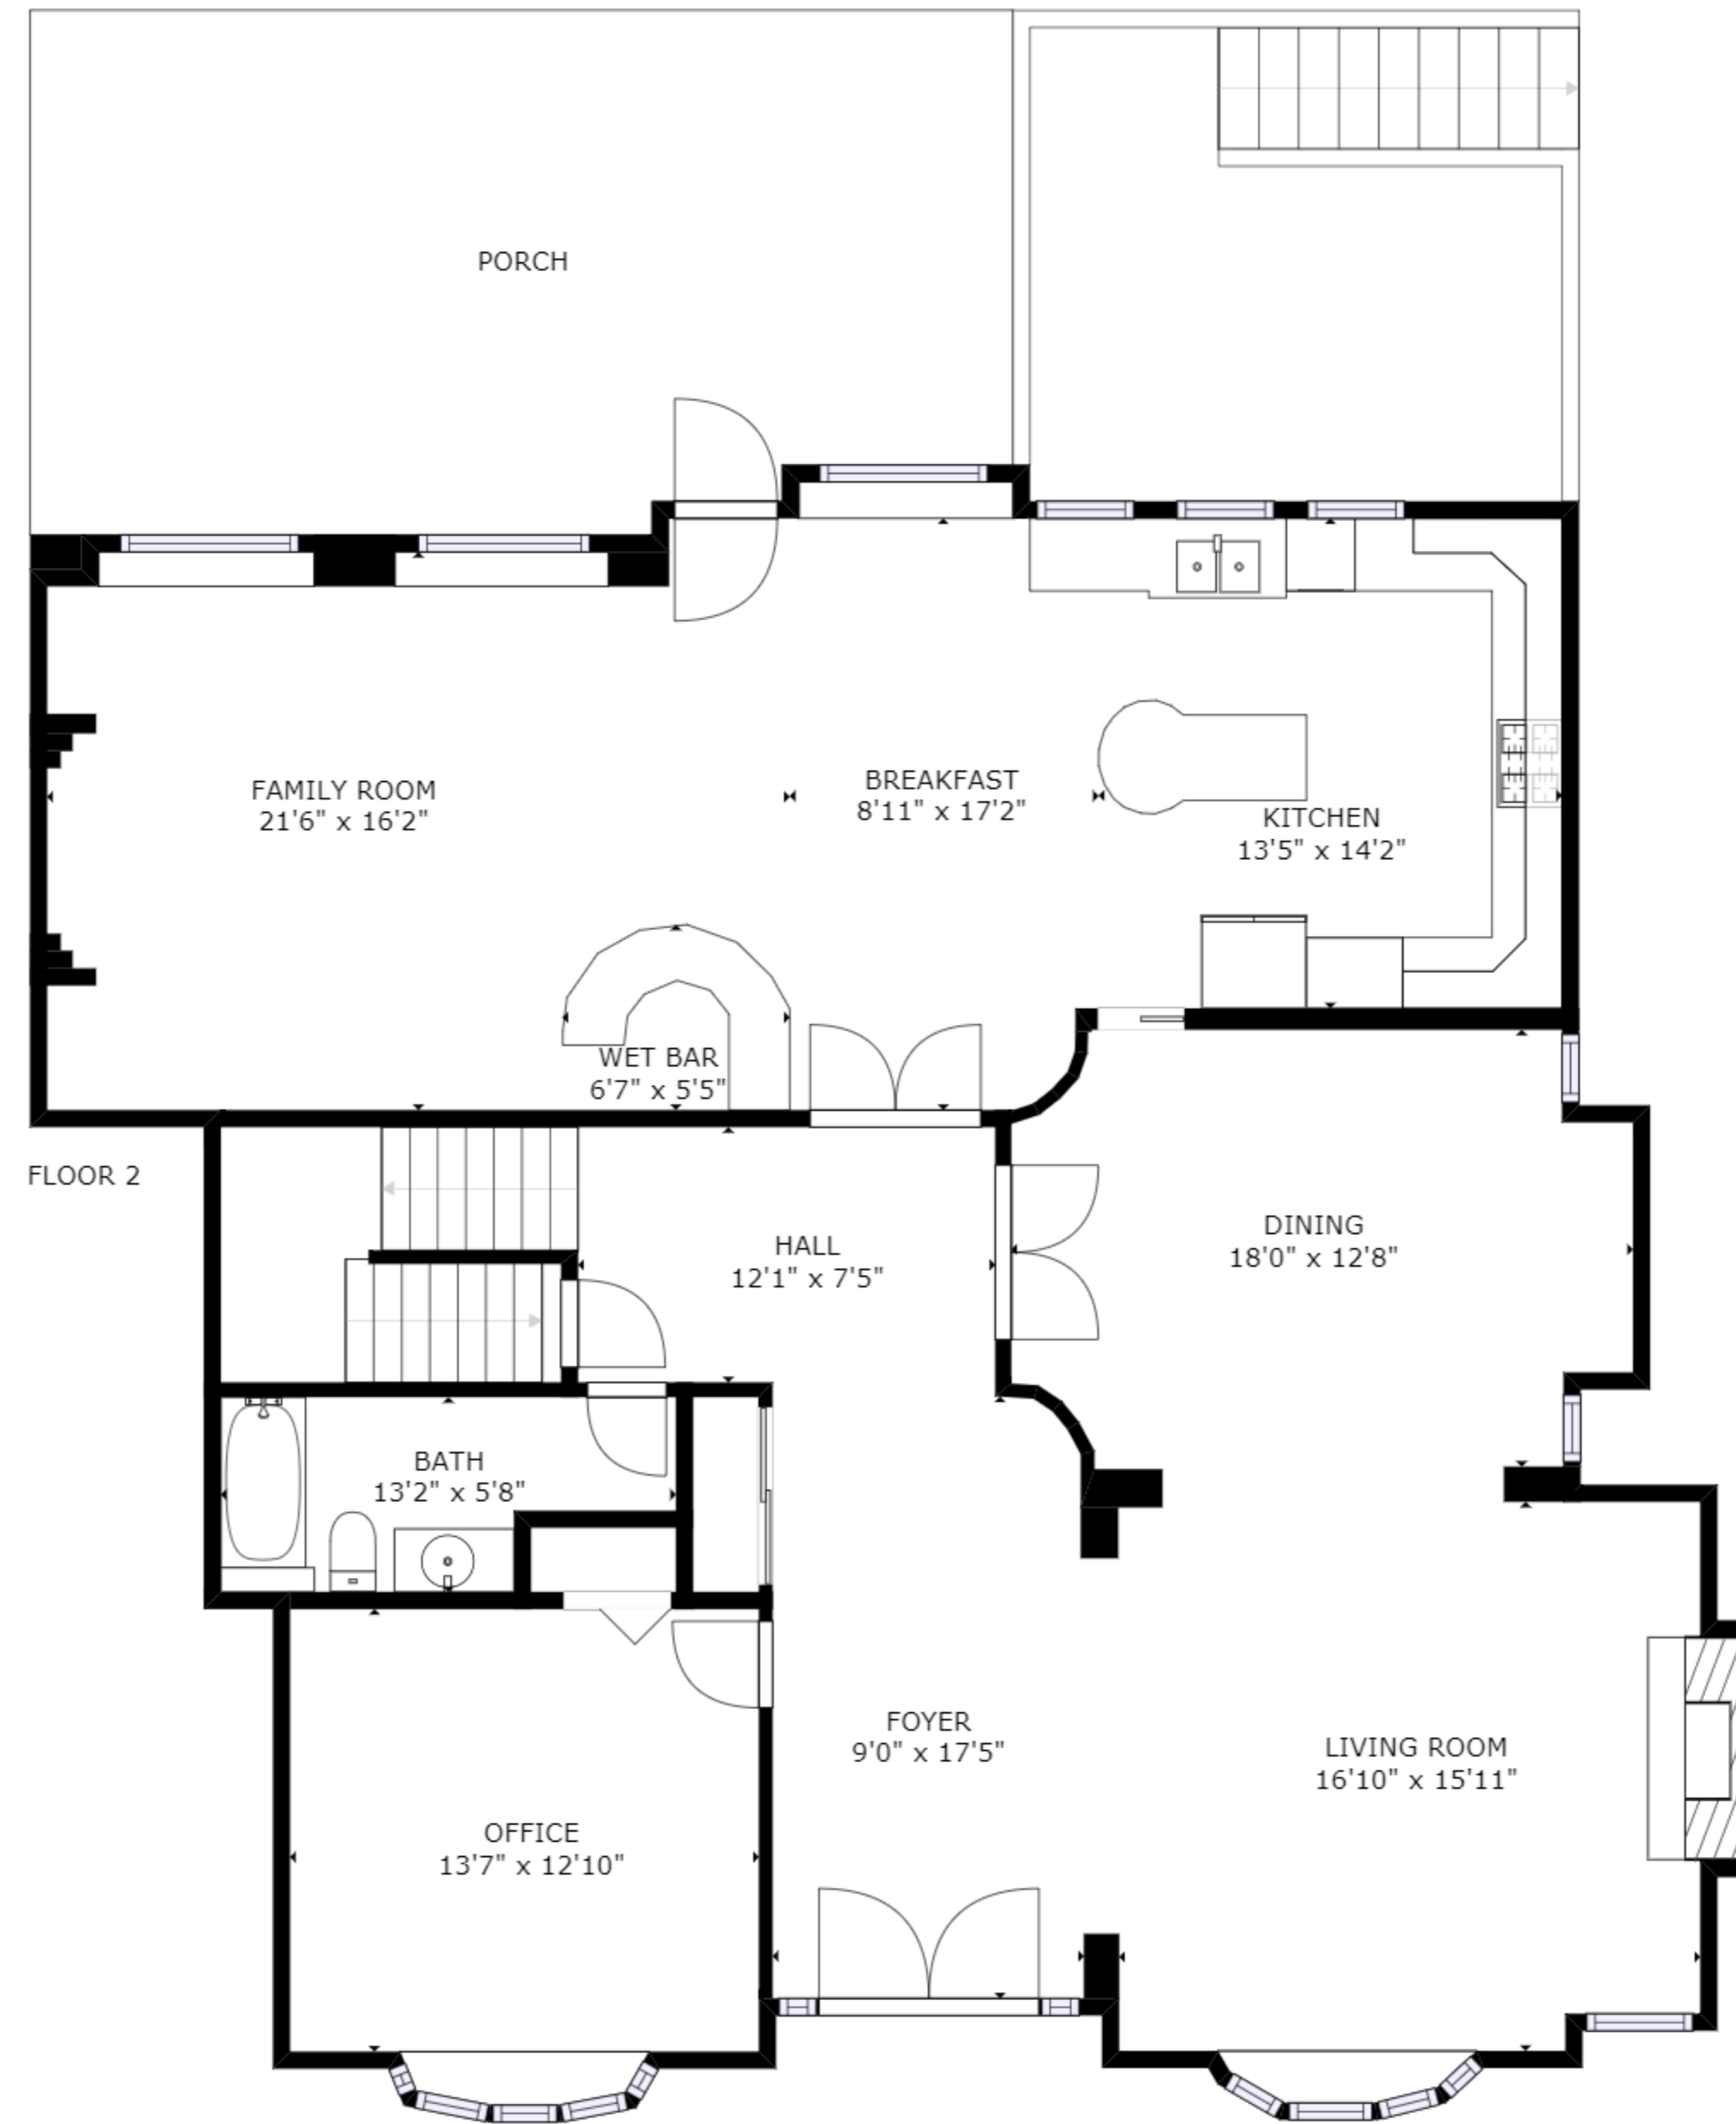 PORCH
FAMILY ROOM
21'6" x 16'2"
BREAKFAST
8'11" x 17'2"
KITCHEN
13'5" x 14'2"
WET BAR
6'7" x 5'5"
FLOOR 2
HALL
12'1" x 7'5"
DINING
18'0" x 12'8"
BATH
13'2" x 5'8"
FOYER
9'0" x 17'5"
LIVING ROOM
16'10" x 15'11"
OFFICE
13'7" x 12'10"